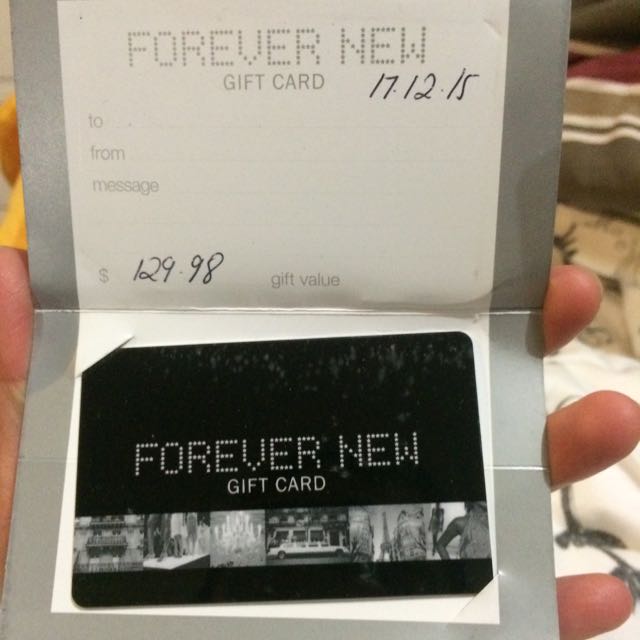 FOREVER NEW
GIFT CARD
17.12.15
to
from
message
$ 129.98 gift value
FOREVER NEW
GIFT CARD